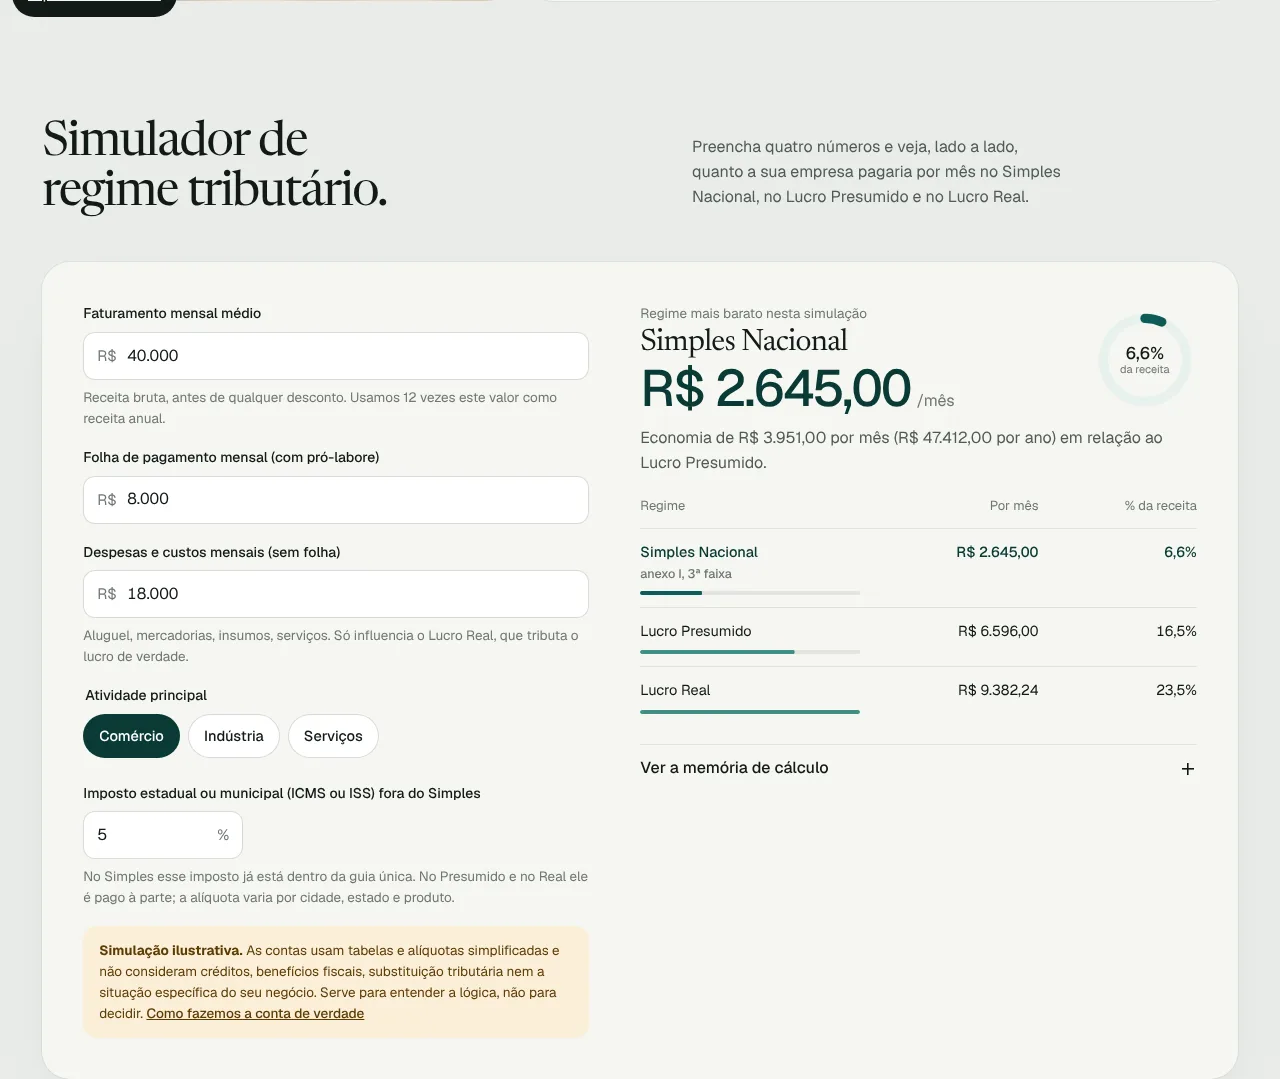 Simulador de
regime tributário.
Preencha quatro números e veja, lado a lado,
quanto a sua empresa pagaria por mês no Simples
Nacional, no Lucro Presumido e no Lucro Real.
Faturamento mensal médio
R$ 40.000
Receita bruta, antes de qualquer desconto. Usamos 12 vezes este valor como
receita anual.
Folha de pagamento mensal (com pró-labore)
R$ 8.000
Despesas e custos mensais (sem folha)
R$ 18.000
Aluguel, mercadorias, insumos, serviços. Só influencia o Lucro Real, que tributa o
lucro de verdade.
Atividade principal
Comércio Indústria Serviços
Imposto estadual ou municipal (ICMS ou ISS) fora do Simples
5 %
No Simples esse imposto já está dentro da guia única. No Presumido e no Real ele
é pago à parte; a alíquota varia por cidade, estado e produto.
Simulação ilustrativa. As contas usam tabelas e alíquotas simplificadas e
não consideram créditos, benefícios fiscais, substituição tributária nem a
situação específica do seu negócio. Serve para entender a lógica, não para
decidir. Como fazemos a conta de verdade
Regime mais barato nesta simulação
Simples Nacional
R$ 2.645,00 /mês
6,6%
da receita
Economia de R$ 3.951,00 por mês (R$ 47.412,00 por ano) em relação ao
Lucro Presumido.
Regime Por mês % da receita
Simples Nacional R$ 2.645,00 6,6%
anexo I, 3ª faixa
Lucro Presumido R$ 6.596,00 16,5%
Lucro Real R$ 9.382,24 23,5%
Ver a memória de cálculo +